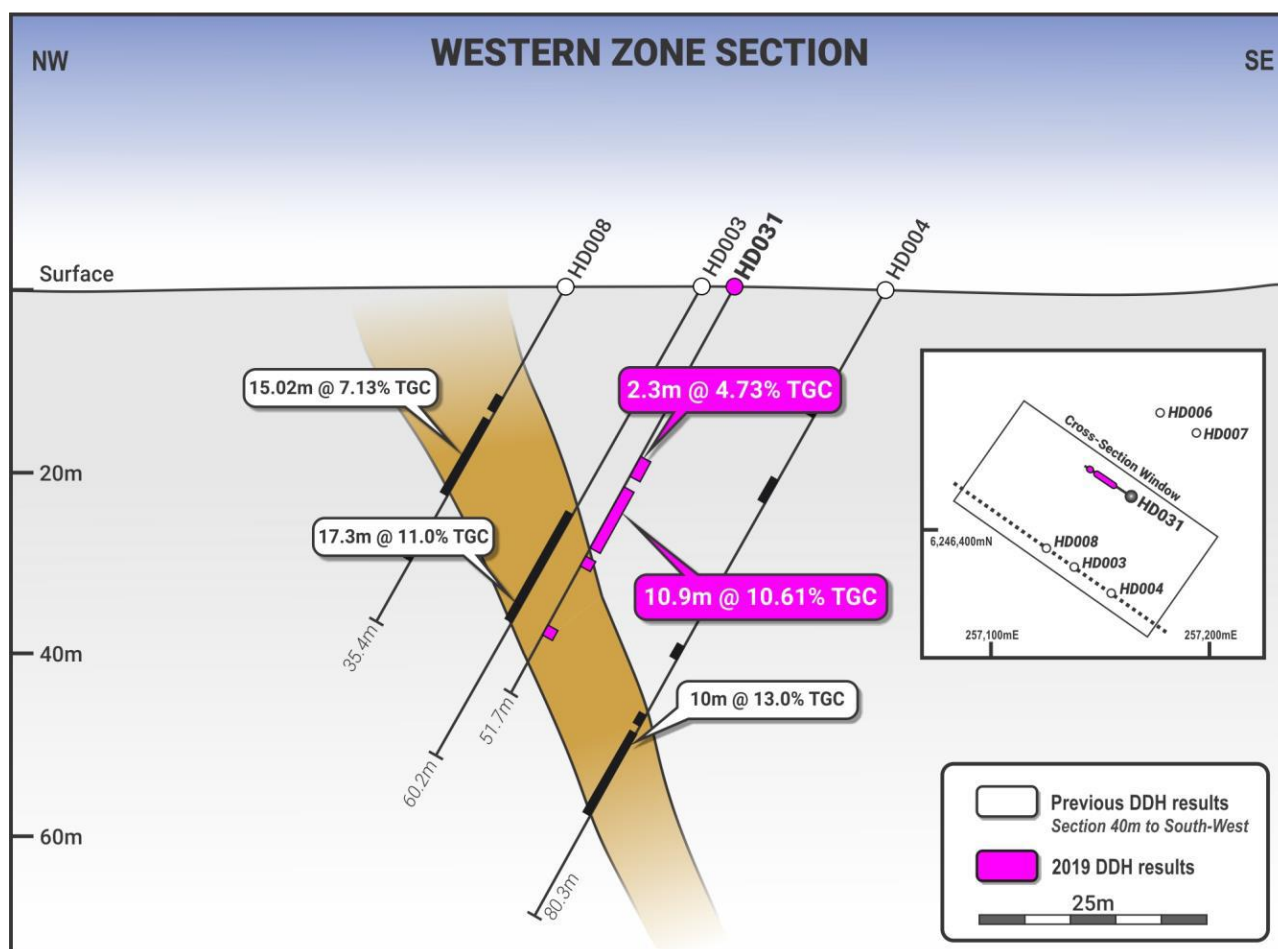 WESTERN ZONE SECTION
NW
SE
Surface
HD008
HD003
HD031
HD004
15.02m @ 7.13% TGC
2.3m @ 4.73% TGC
20m
17.3m @ 11.0% TGC
10.9m @ 10.61% TGC
35.4m
40m
10m @ 13.0% TGC
51.7m
60.2m
60m
80.3m
HD006
HD007
Cross-Section Window
HD031
6,246,400mN
HD008
HD003
HD004
257,100mE
257,200mE
Previous DDH results
Section 40m to South-West
2019 DDH results
25m